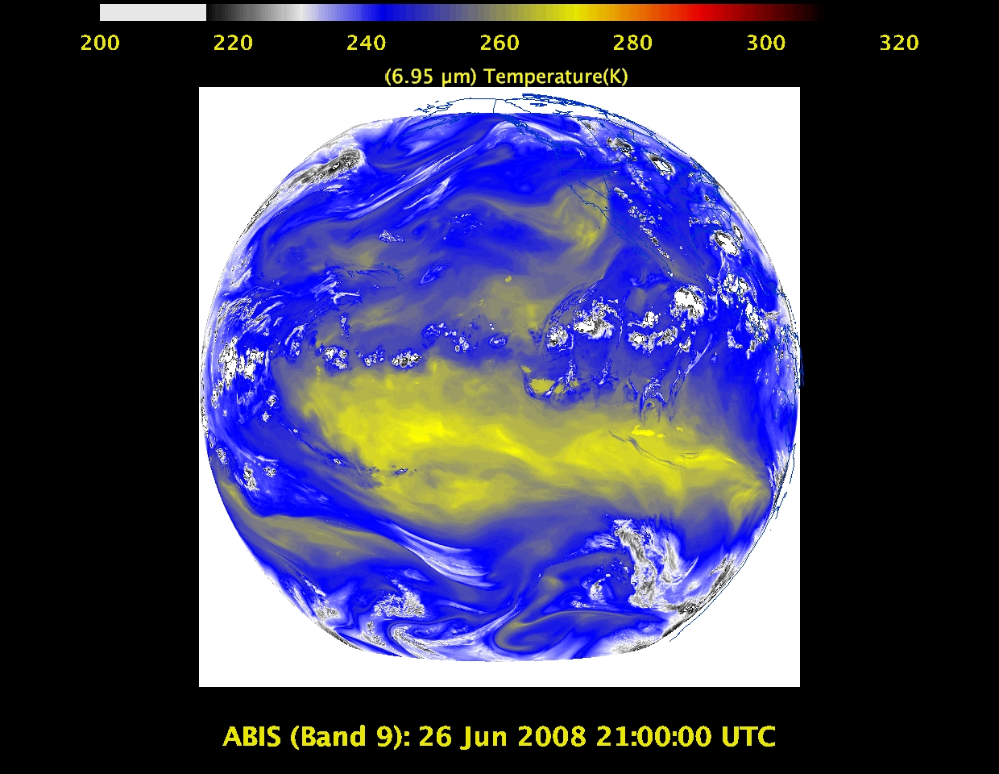 200 220 240 260 280 300 320
(6.95 µm) Temperature(K)
ABIS (Band 9): 26 Jun 2008 21:00:00 UTC